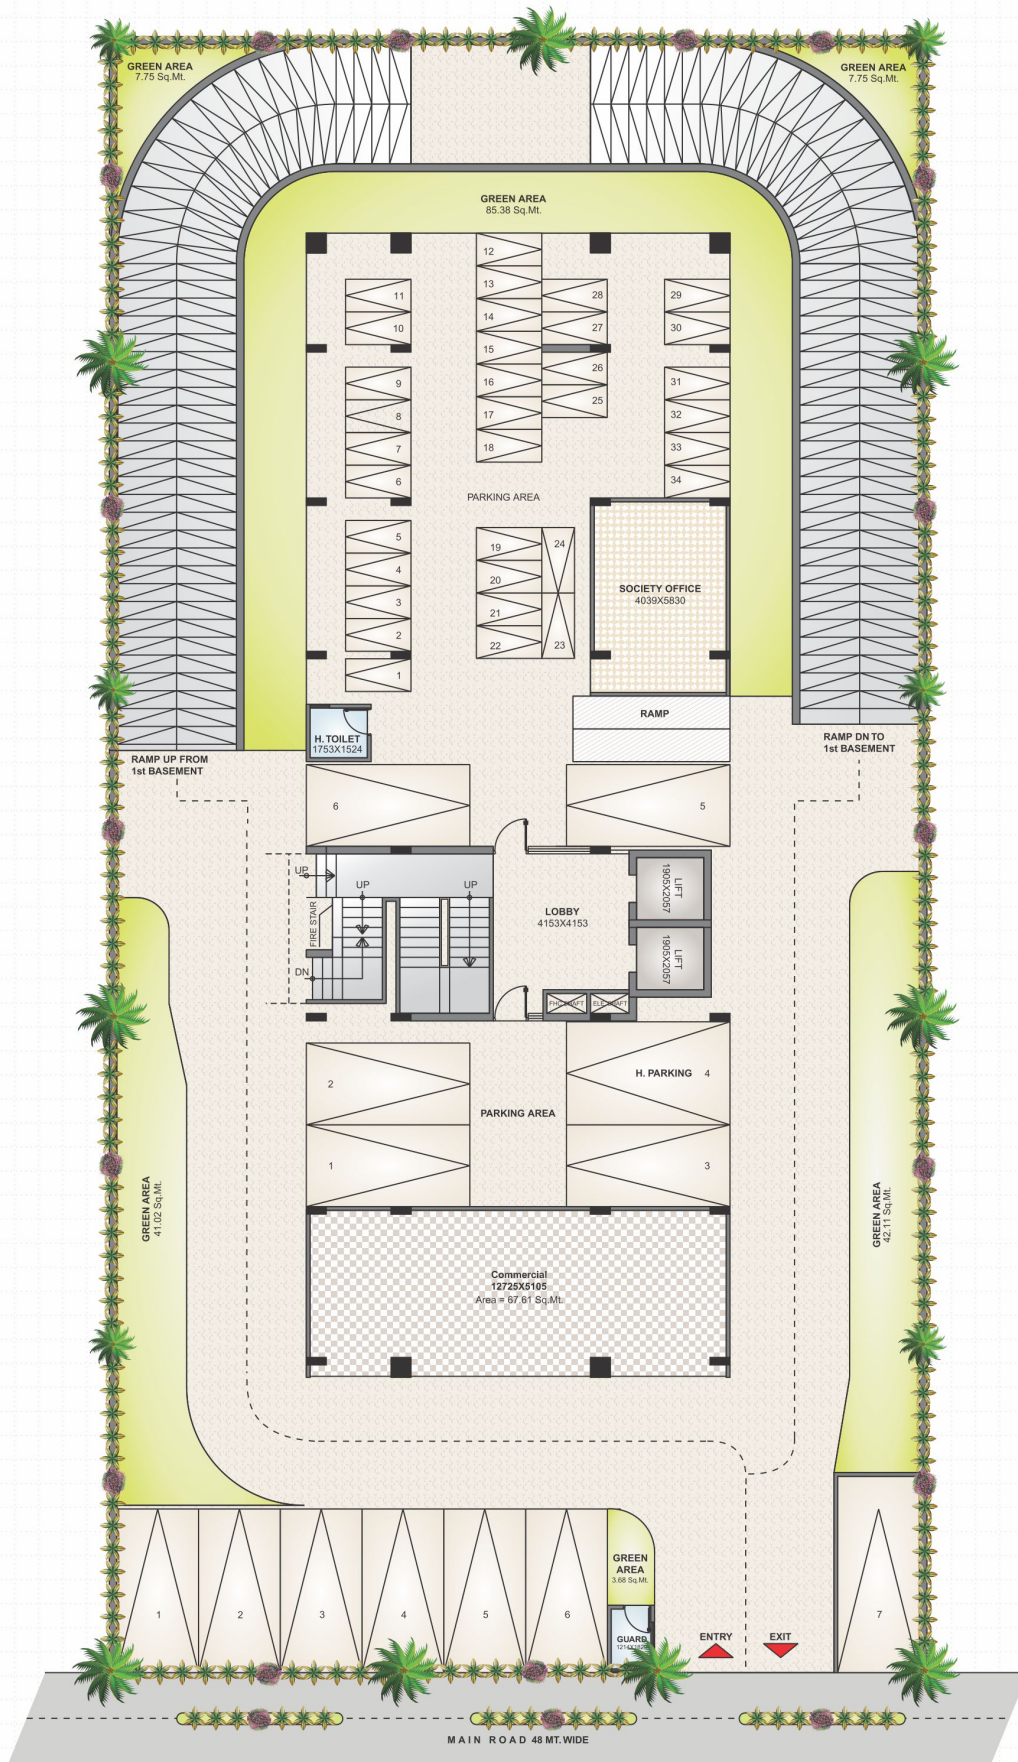 GREEN AREA
7.75 Sq.Mt.
GREEN AREA
7.75 Sq.Mt.
GREEN AREA
85.38 Sq.Mt.
12
13
14
15
16
17
18
11
10
28
27
26
25
29
30
9
8
7
6
31
32
33
34
PARKING AREA
5
4
3
2
1
19
20
21
22
24
23
SOCIETY OFFICE
4039X5830
RAMP
H. TOILET
1753X1524
RAMP UP FROM
1st BASEMENT
RAMP DN TO
1st BASEMENT
6
5
UP
UP
UP
FIRE STAIR
DN
LOBBY
4153X4153
LIFT
1905X2057
LIFT
1905X2057
FHC SHAFT
ELE. SHAFT
2
H. PARKING 4
PARKING AREA
1
3
GREEN AREA
41.02 Sq.Mt.
GREEN AREA
42.11 Sq.Mt.
Commercial
12725X5105
Area = 67.61 Sq.Mt.
GREEN
AREA
3.68 Sq.Mt.
1
2
3
4
5
6
7
GUARD
ENTRY
EXIT
MAIN ROAD 48 MT. WIDE